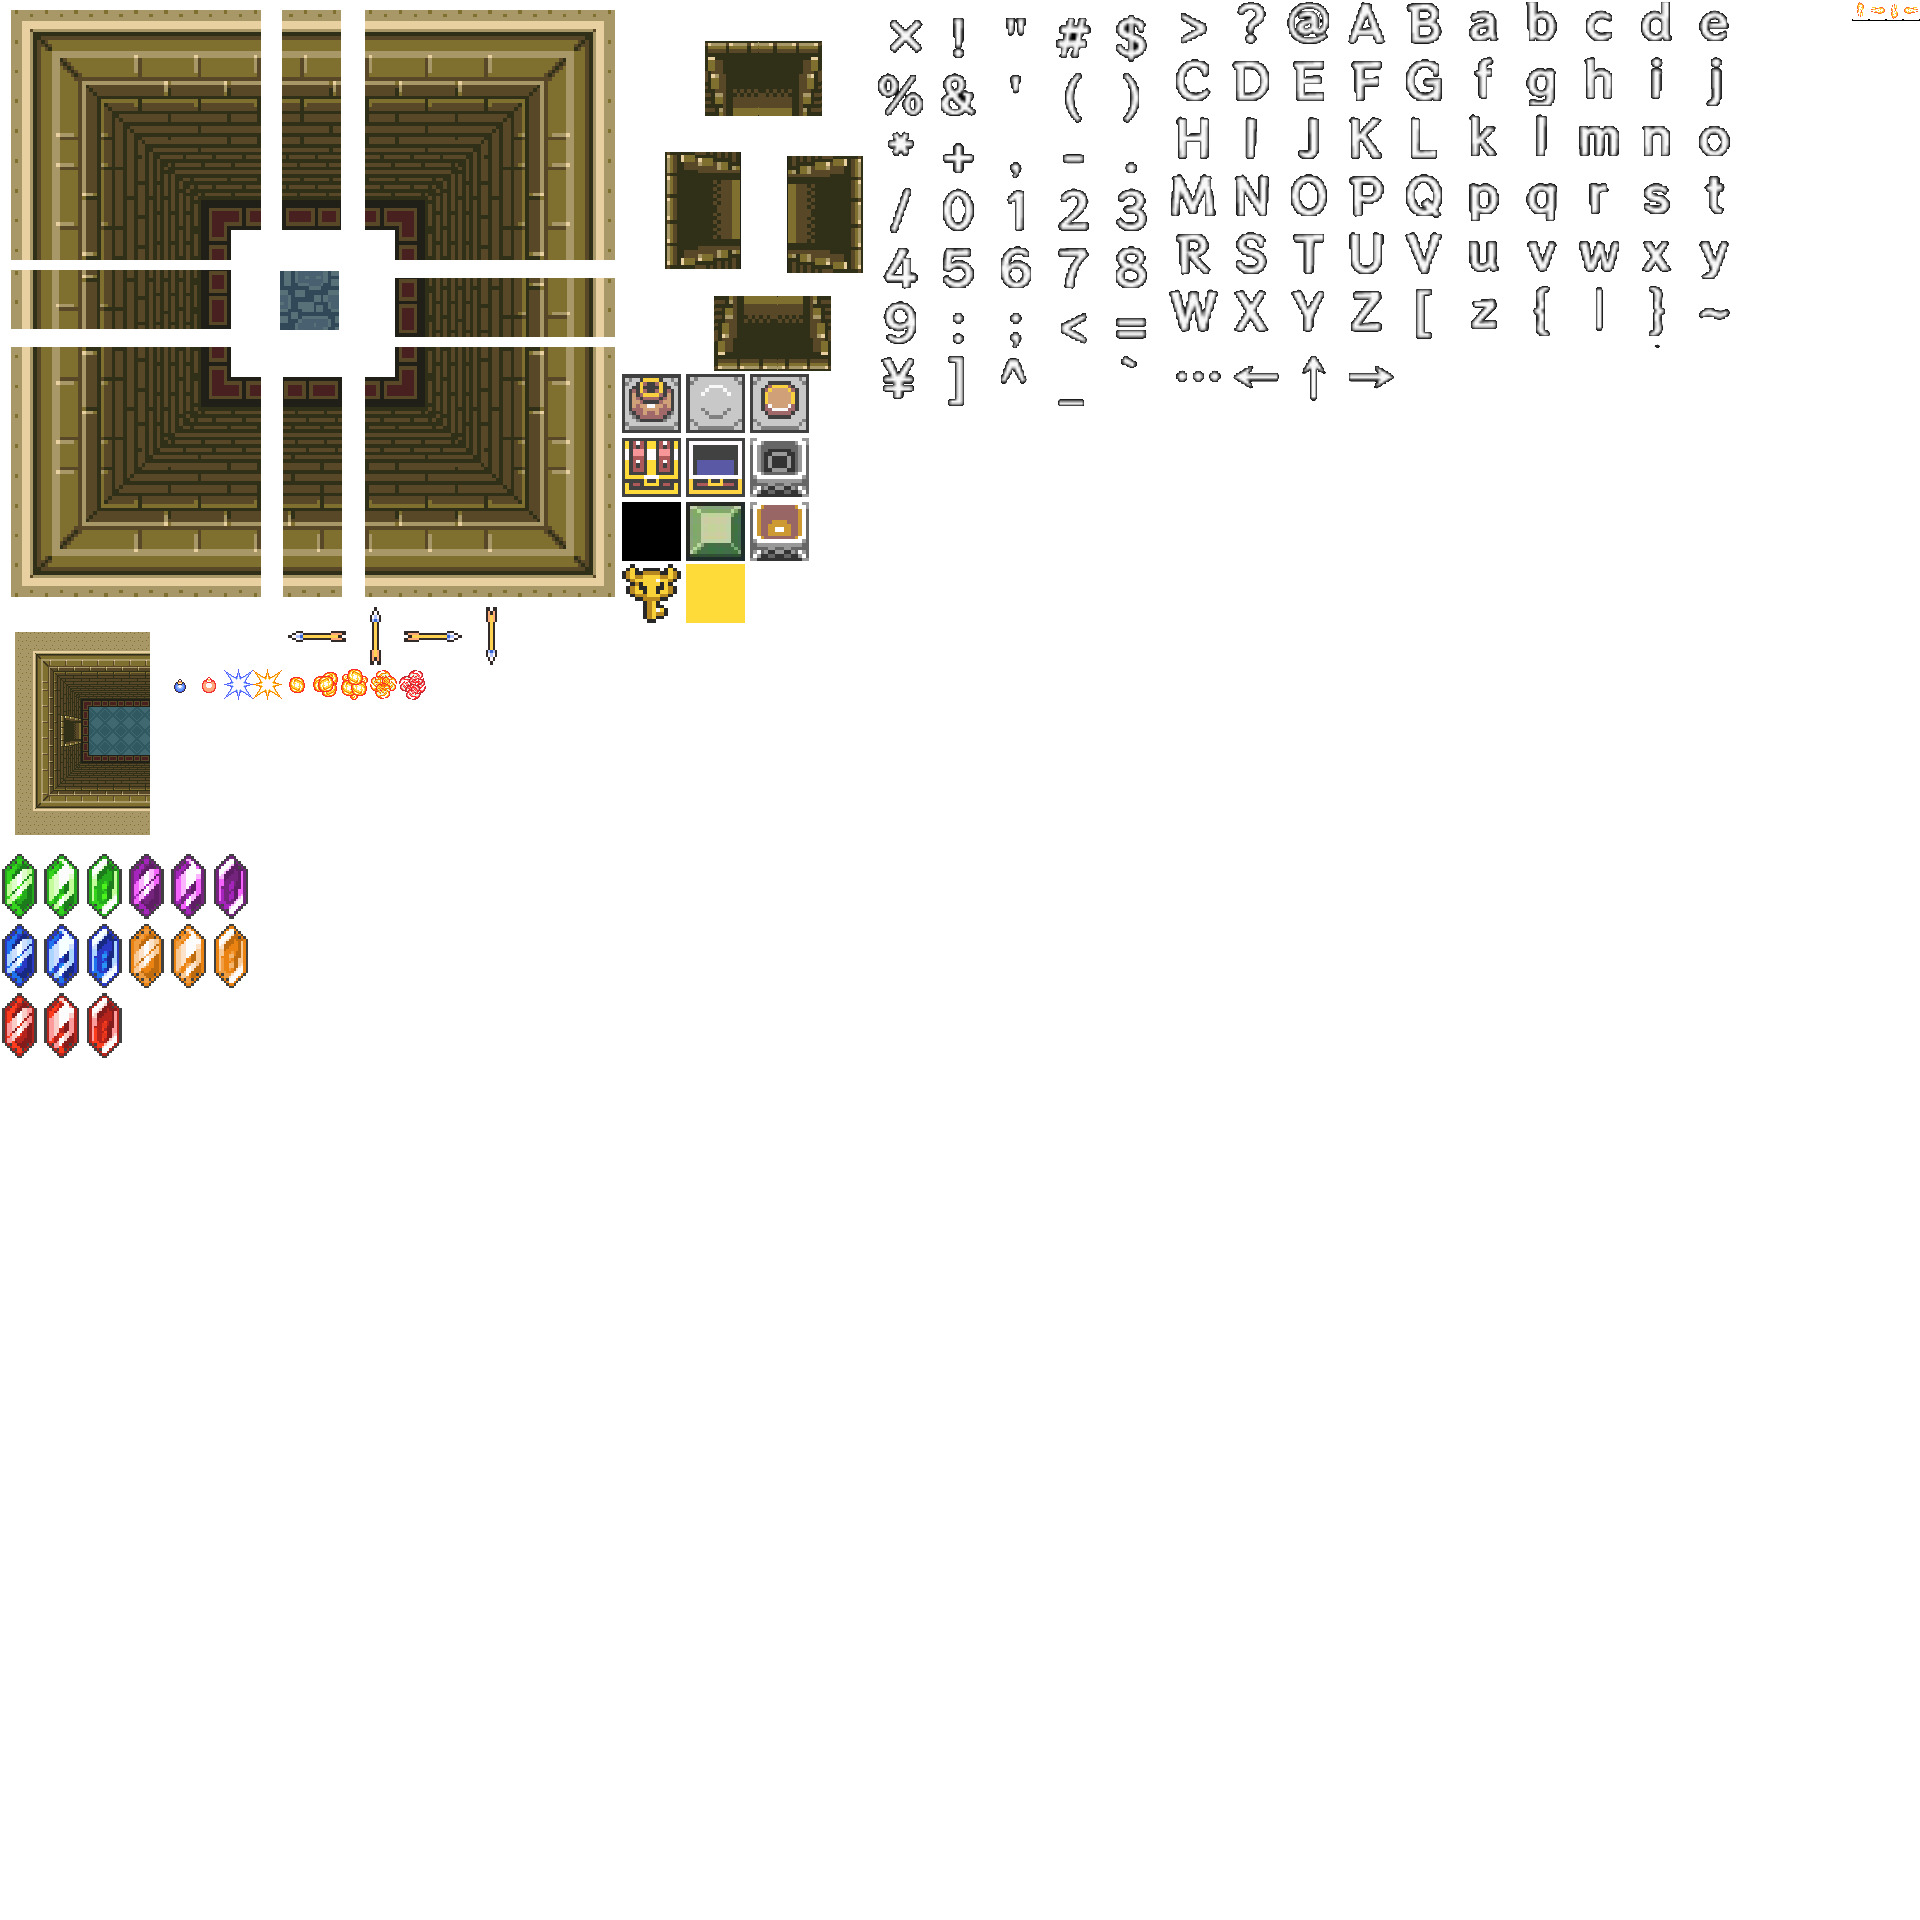 × ! " # $
% & ' ( )
* + , - .
/ 0 1 2 3
4 5 6 7 8
9 : ; < =
¥ ] ^ _ `
> ? @ A B a b c d e
C D E F G f g h i j
H I J K L k l m n o
M N O P Q p q r s t
R S T U V u v w x y
W X Y Z [ z { | } ~
… ← ↑ →